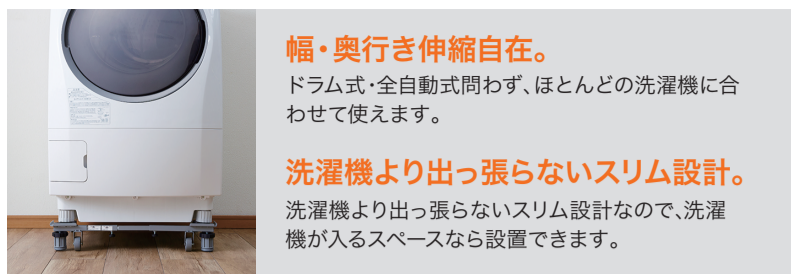 幅・奥行き伸縮自在。
ドラム式・全自動式問わず、ほとんどの洗濯機に合
わせて使えます。
洗濯機より出っ張らないスリム設計。
洗濯機より出っ張らないスリム設計なので、洗濯
機が入るスペースなら設置できます。